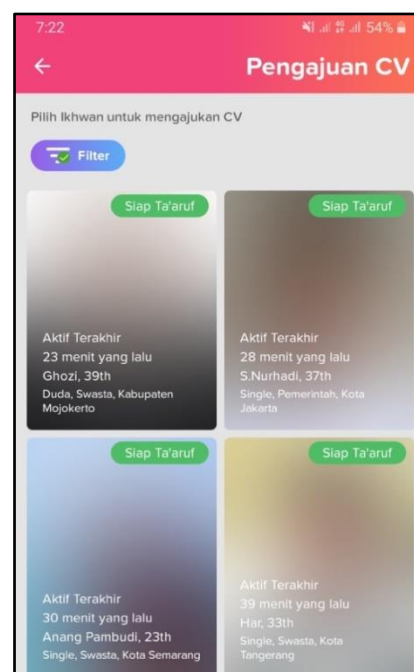 7:22
54%
Pengajuan CV
Pilih Ikhwan untuk mengajukan CV
Filter
Siap Ta'aruf
Aktif Terakhir
23 menit yang lalu
Ghozi, 39th
Duda, Swasta, Kabupaten
Mojokerto
Siap Ta'aruf
Aktif Terakhir
28 menit yang lalu
S.Nurhadi, 37th
Single, Pemerintah, Kota
Jakarta
Siap Ta'aruf
Aktif Terakhir
30 menit yang lalu
Anang Pambudi, 23th
Single, Swasta, Kota Semarang
Siap Ta'aruf
Aktif Terakhir
39 menit yang lalu
Har, 33th
Single, Swasta, Kota
Tangerang